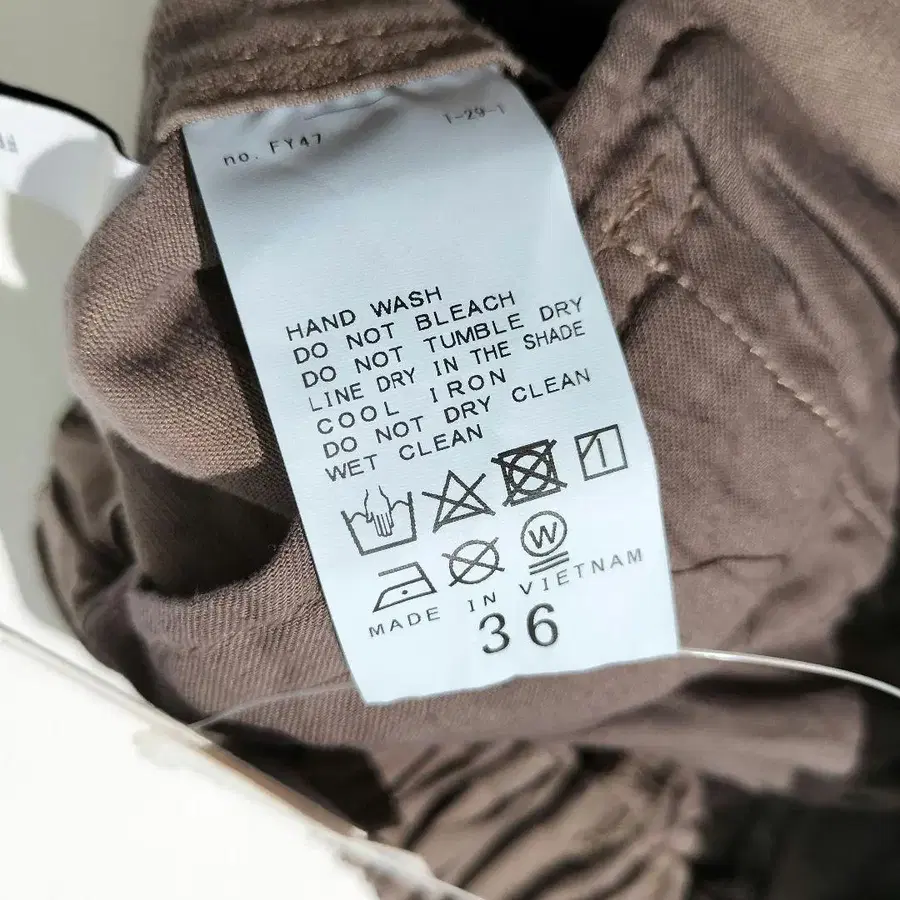 no. FY47
1-29-1
HAND WASH
DO NOT BLEACH
DO NOT TUMBLE DRY
LINE DRY IN THE SHADE
COOL IRON
DO NOT DRY CLEAN
WET CLEAN
W
MADE IN VIETNAM
36